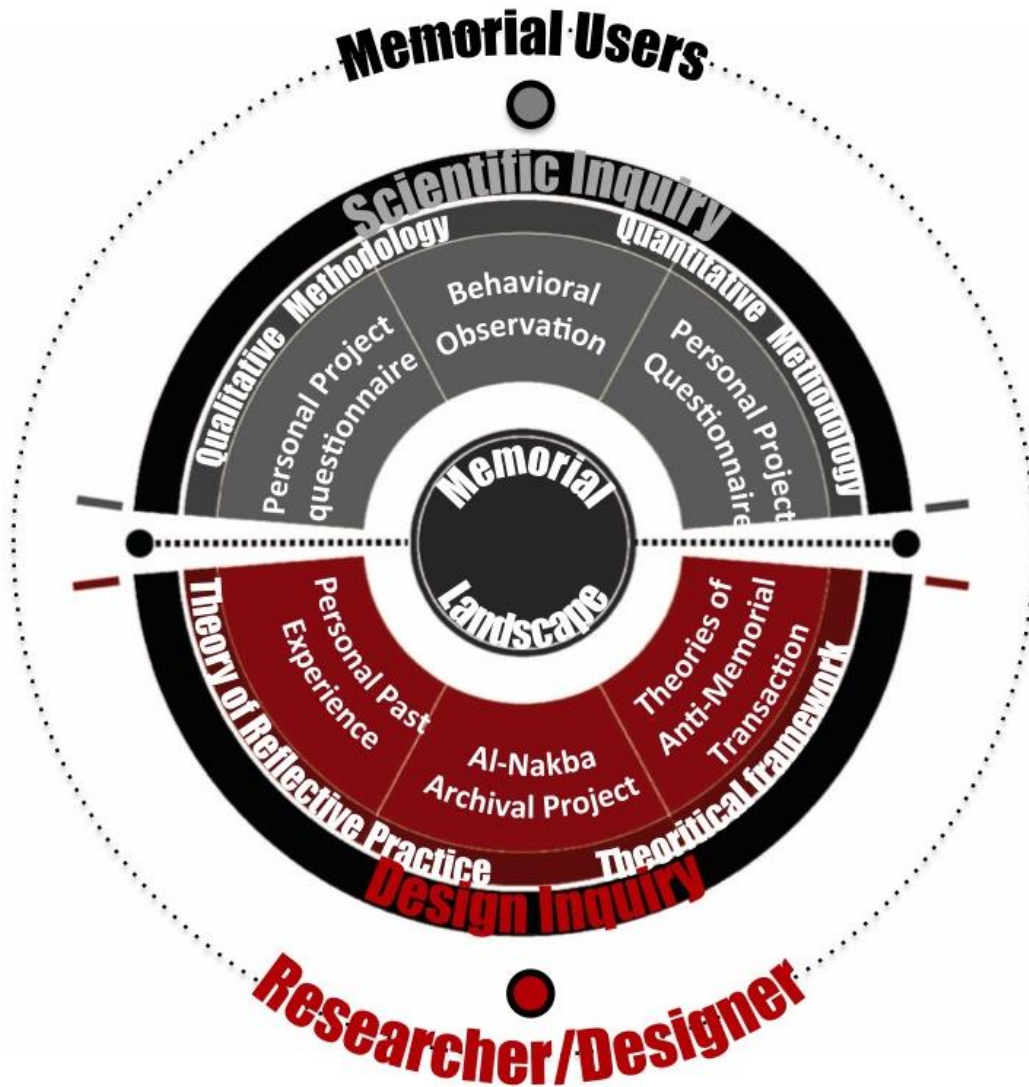 Memorial Users
Scientific Inquiry
Qualitative Methodology
Quantitative Methodology
Personal Project
questionnaire
Behavioral
Observation
Personal Project
Questionnaire
Memorial
Landscape
Personal Past
Experience
Al-Nakba
Archival Project
Theories of
Anti-Memorial
Transaction
Theory of Reflective Practice
Theoritical framework
Design Inquiry
Researcher/Designer